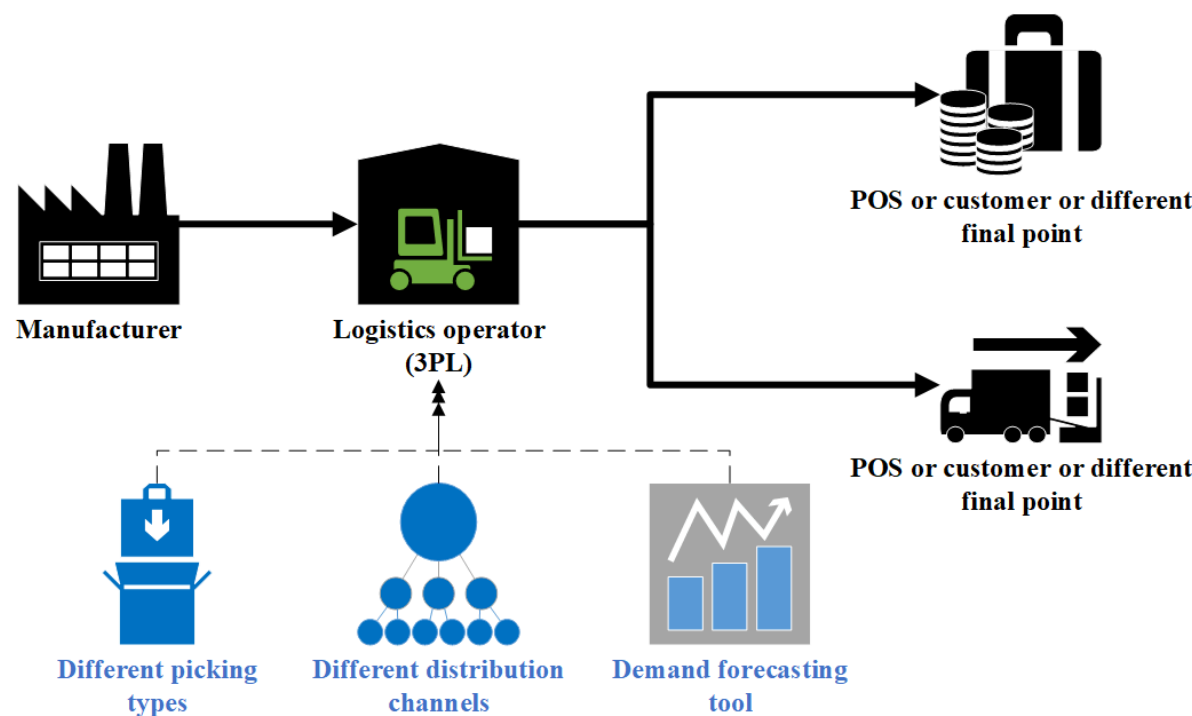 POS or customer or different
final point
Manufacturer
Logistics operator
(3PL)
POS or customer or different
final point
Different picking
types
Different distribution
channels
Demand forecasting
tool